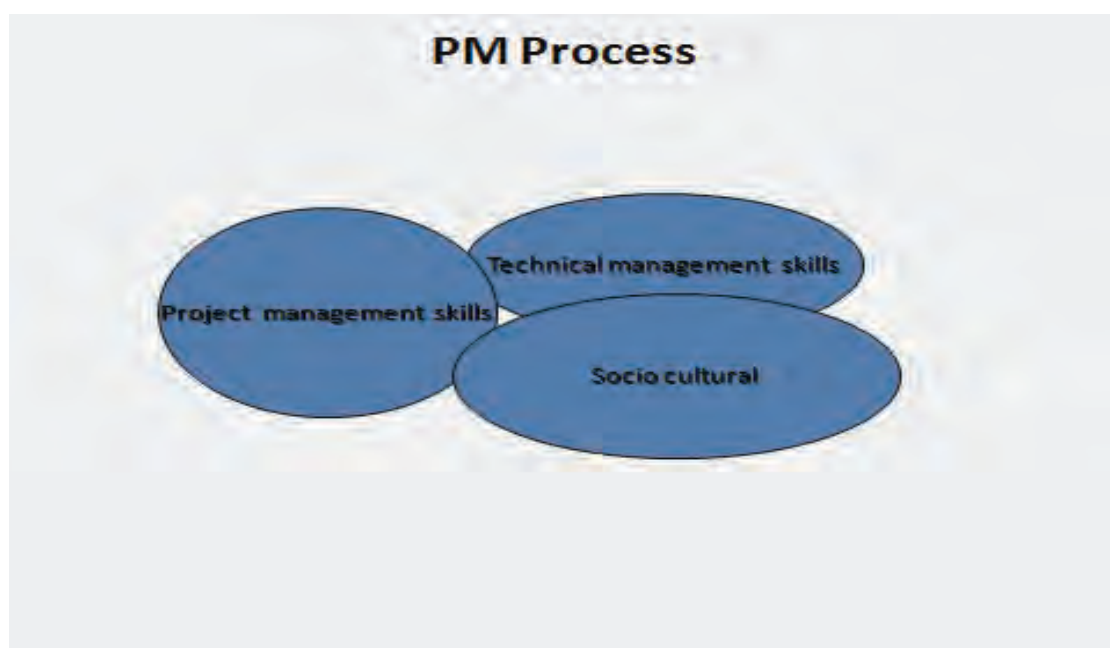 PM Process
Technical management skills
Project management skills
Socio cultural